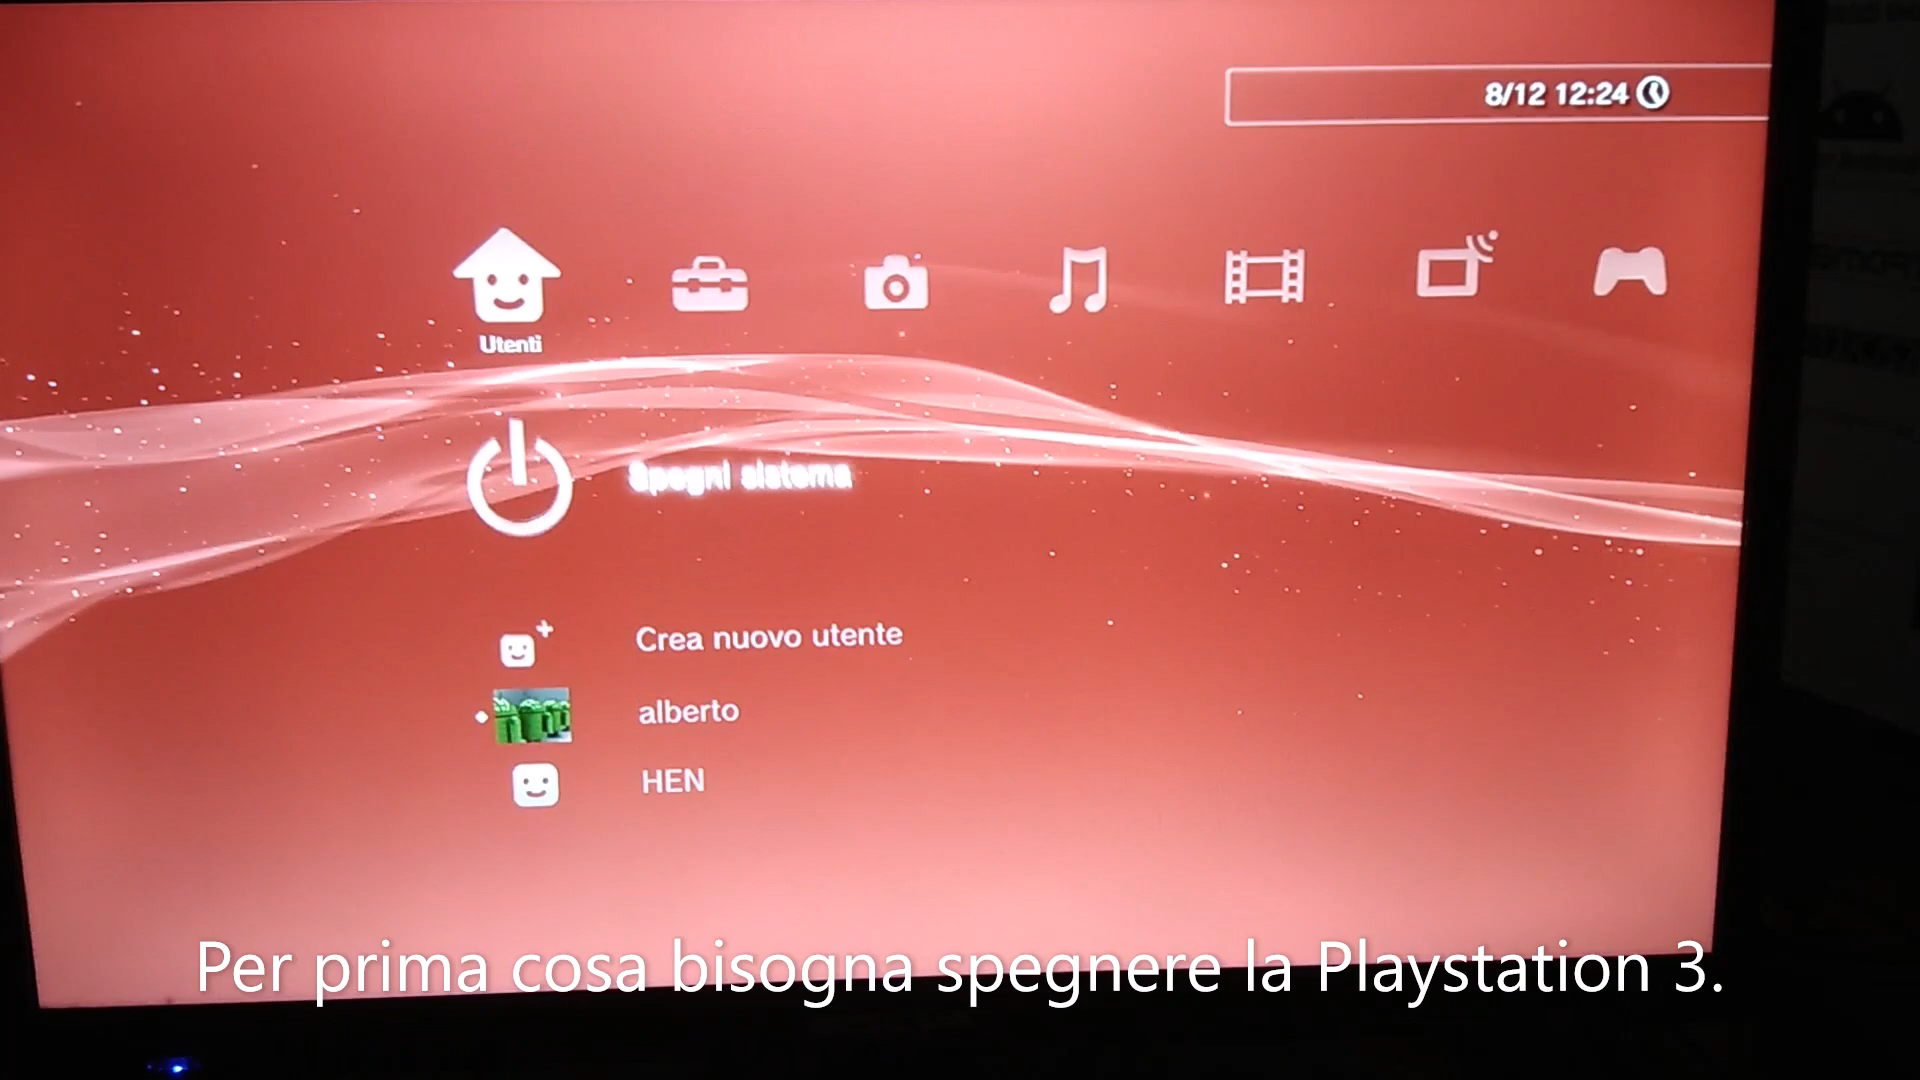 8/12 12:24
Utenti
Spegni sistema
Crea nuovo utente
alberto
HEN
Per prima cosa bisogna spegnere la Playstation 3.